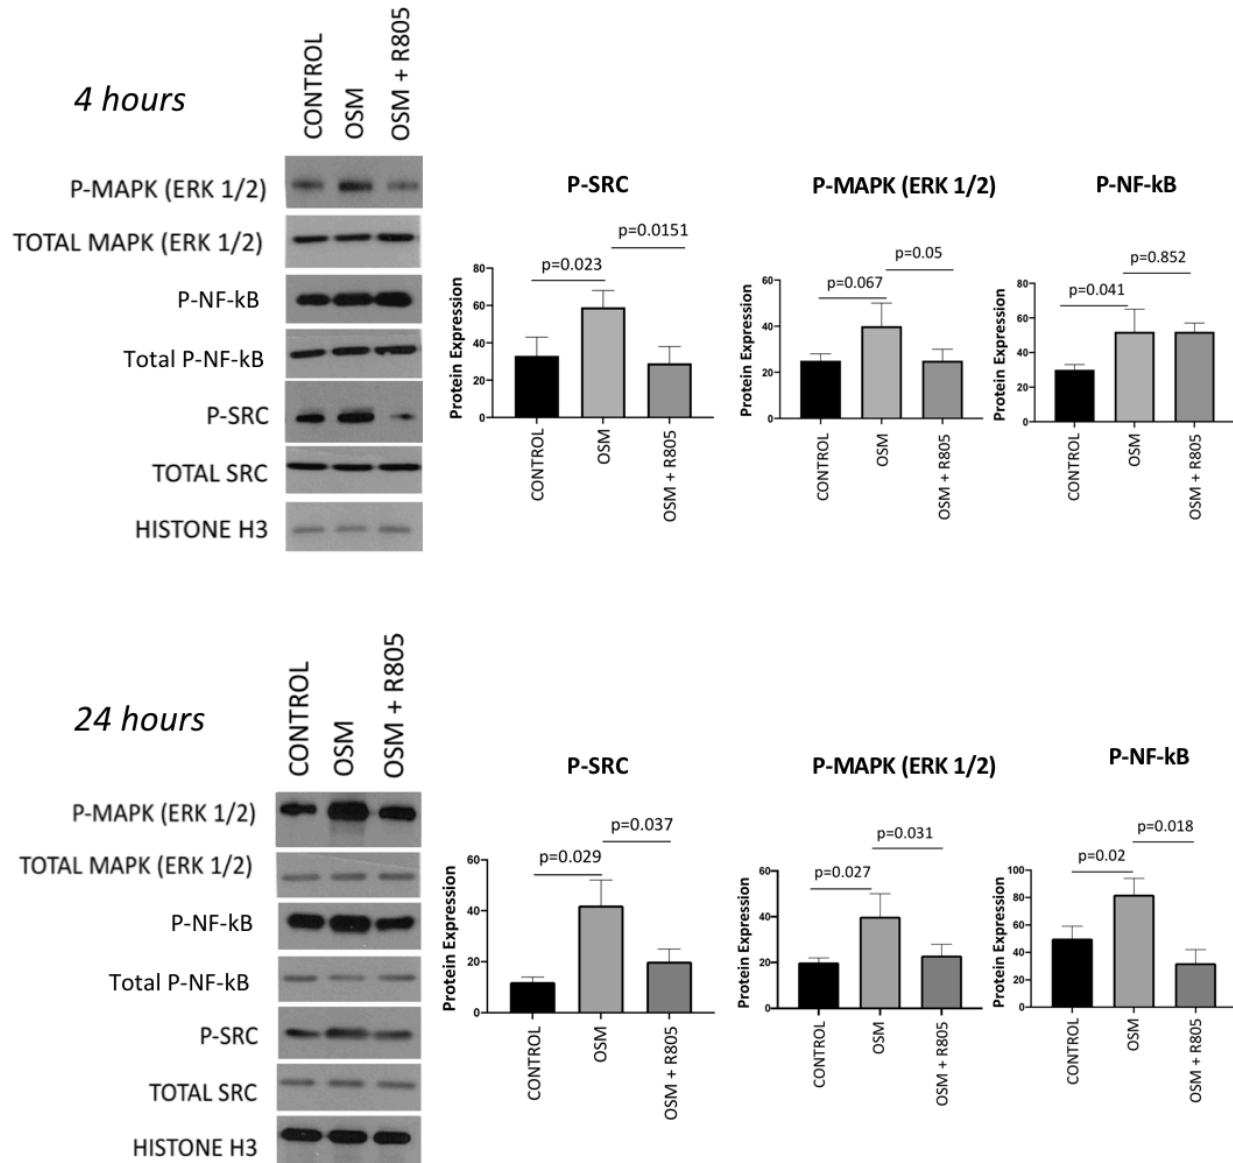 4 hours
CONTROL
OSM
OSM + R805
P-MAPK (ERK 1/2)
TOTAL MAPK (ERK 1/2)
P-NF-kB
Total P-NF-kB
P-SRC
TOTAL SRC
HISTONE H3
P-SRC
p=0.0151
p=0.023
Protein Expression
80
60
40
20
0
CONTROL
OSM
OSM + R805
P-MAPK (ERK 1/2)
p=0.05
p=0.067
Protein Expression
60
40
20
0
CONTROL
OSM
OSM + R805
P-NF-kB
p=0.852
p=0.041
Protein Expression
80
60
40
20
0
CONTROL
OSM
OSM + R805
24 hours
CONTROL
OSM
OSM + R805
P-MAPK (ERK 1/2)
TOTAL MAPK (ERK 1/2)
P-NF-kB
Total P-NF-kB
P-SRC
TOTAL SRC
HISTONE H3
P-SRC
p=0.037
p=0.029
Protein Expression
60
40
20
0
CONTROL
OSM
OSM + R805
P-MAPK (ERK 1/2)
p=0.031
p=0.027
Protein Expression
60
40
20
0
CONTROL
OSM
OSM + R805
P-NF-kB
p=0.018
p=0.02
Protein Expression
100
80
60
40
20
0
CONTROL
OSM
OSM + R805